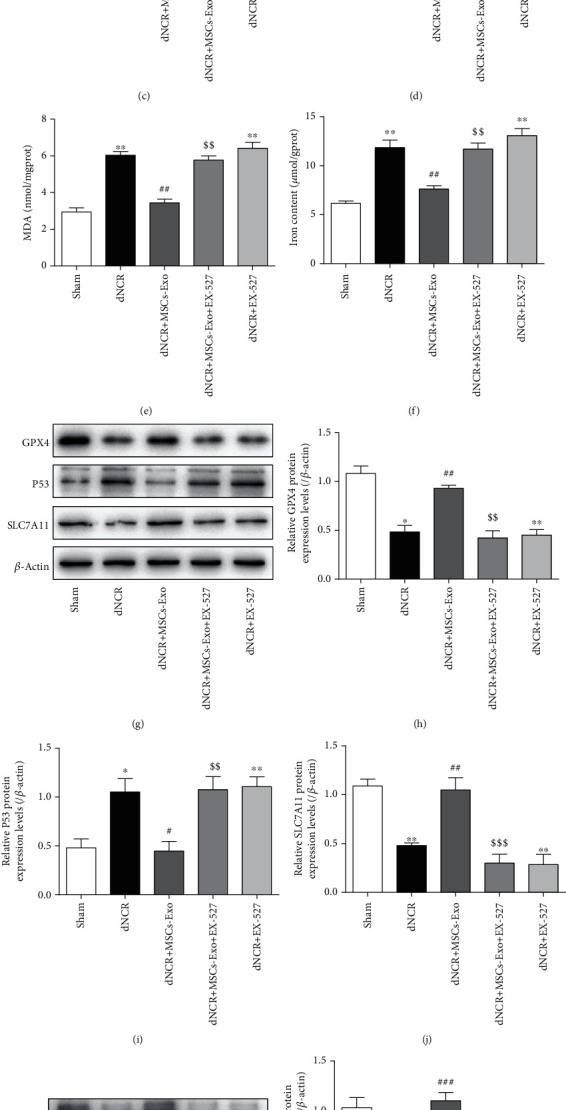 dNCR+MSCs-Exo
dNCR
dNCR+MSCs-Exo
dNCR
(c)
(d)
MDA (nmol/mgprot)
8
6
4
2
0
**
##
$$
**
Sham
dNCR
dNCR+MSCs-Exo
dNCR+MSCs-Exo+EX-527
dNCR+EX-527
(e)
Iron content (μmol/gprot)
15
10
5
0
**
##
$$
**
Sham
dNCR
dNCR+MSCs-Exo
dNCR+MSCs-Exo+EX-527
dNCR+EX-527
(f)
GPX4
P53
SLC7A11
β-Actin
Sham
dNCR
dNCR+MSCs-Exo
dNCR+MSCs-Exo+EX-527
dNCR+EX-527
(g)
Relative GPX4 protein
expression levels (/β-actin)
1.5
1.0
0.5
0.0
*
##
$$
**
Sham
dNCR
dNCR+MSCs-Exo
dNCR+MSCs-Exo+EX-527
dNCR+EX-527
(h)
Relative P53 protein
expression levels (/β-actin)
1.5
1.0
0.5
0.0
*
#
$$
**
Sham
dNCR
dNCR+MSCs-Exo
dNCR+MSCs-Exo+EX-527
dNCR+EX-527
(i)
Relative SLC7A11 protein
expression levels (/β-actin)
1.5
1.0
0.5
0.0
**
##
$$$
**
Sham
dNCR
dNCR+MSCs-Exo
dNCR+MSCs-Exo+EX-527
dNCR+EX-527
(j)
1.5
###